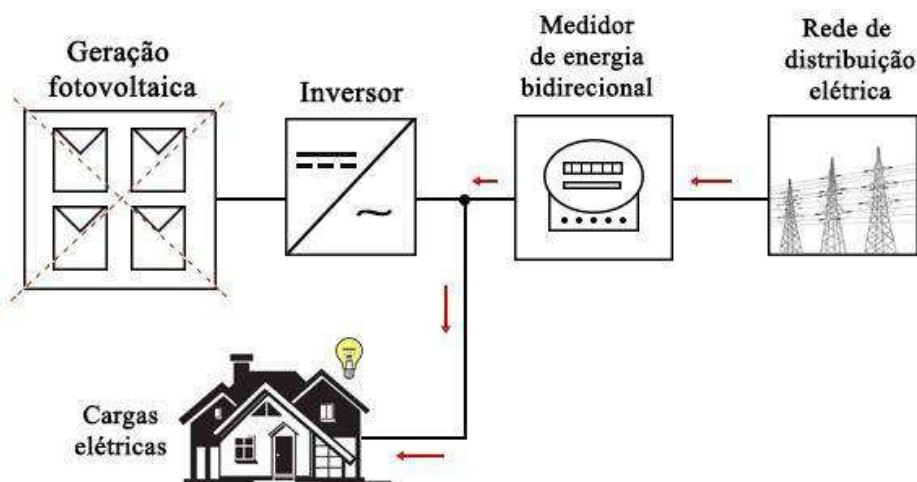 Geração
fotovoltaica
Inversor
Medidor
de energia
bidirecional
Rede de
distribuição
elétrica
Cargas
elétricas